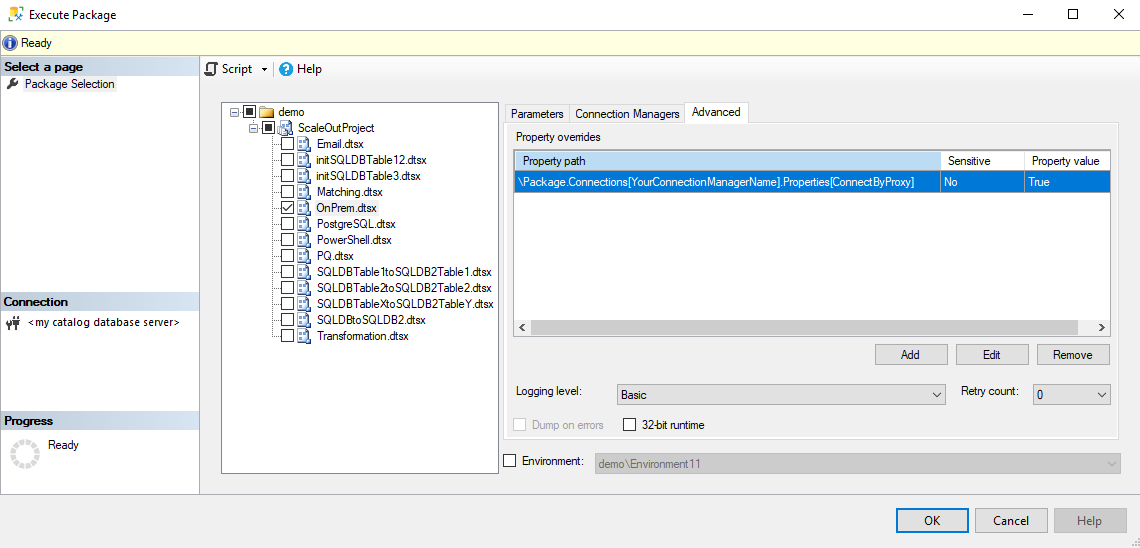 Execute Package
Ready
Select a page
Package Selection
Script
Help
demo
ScaleOutProject
Email.dtsx
initSQLDBTable12.dtsx
initSQLDBTable3.dtsx
Matching.dtsx
OnPrem.dtsx
PostgreSQL.dtsx
PowerShell.dtsx
PQ.dtsx
SQLDBTable1toSQLDB2Table1.dtsx
SQLDBTable2toSQLDB2Table2.dtsx
SQLDBTableXtoSQLDB2TableY.dtsx
SQLDBtoSQLDB2.dtsx
Transformation.dtsx
Parameters Connection Managers Advanced
Property overrides
Property path Sensitive Property value
\Package.Connections[YourConnectionManagerName].Properties[ConnectByProxy] No True
Add Edit Remove
Logging level: Basic Retry count: 0
Dump on errors 32-bit runtime
Environment: demo\Environment11
Connection
<my catalog database server>
Progress
Ready
OK Cancel Help